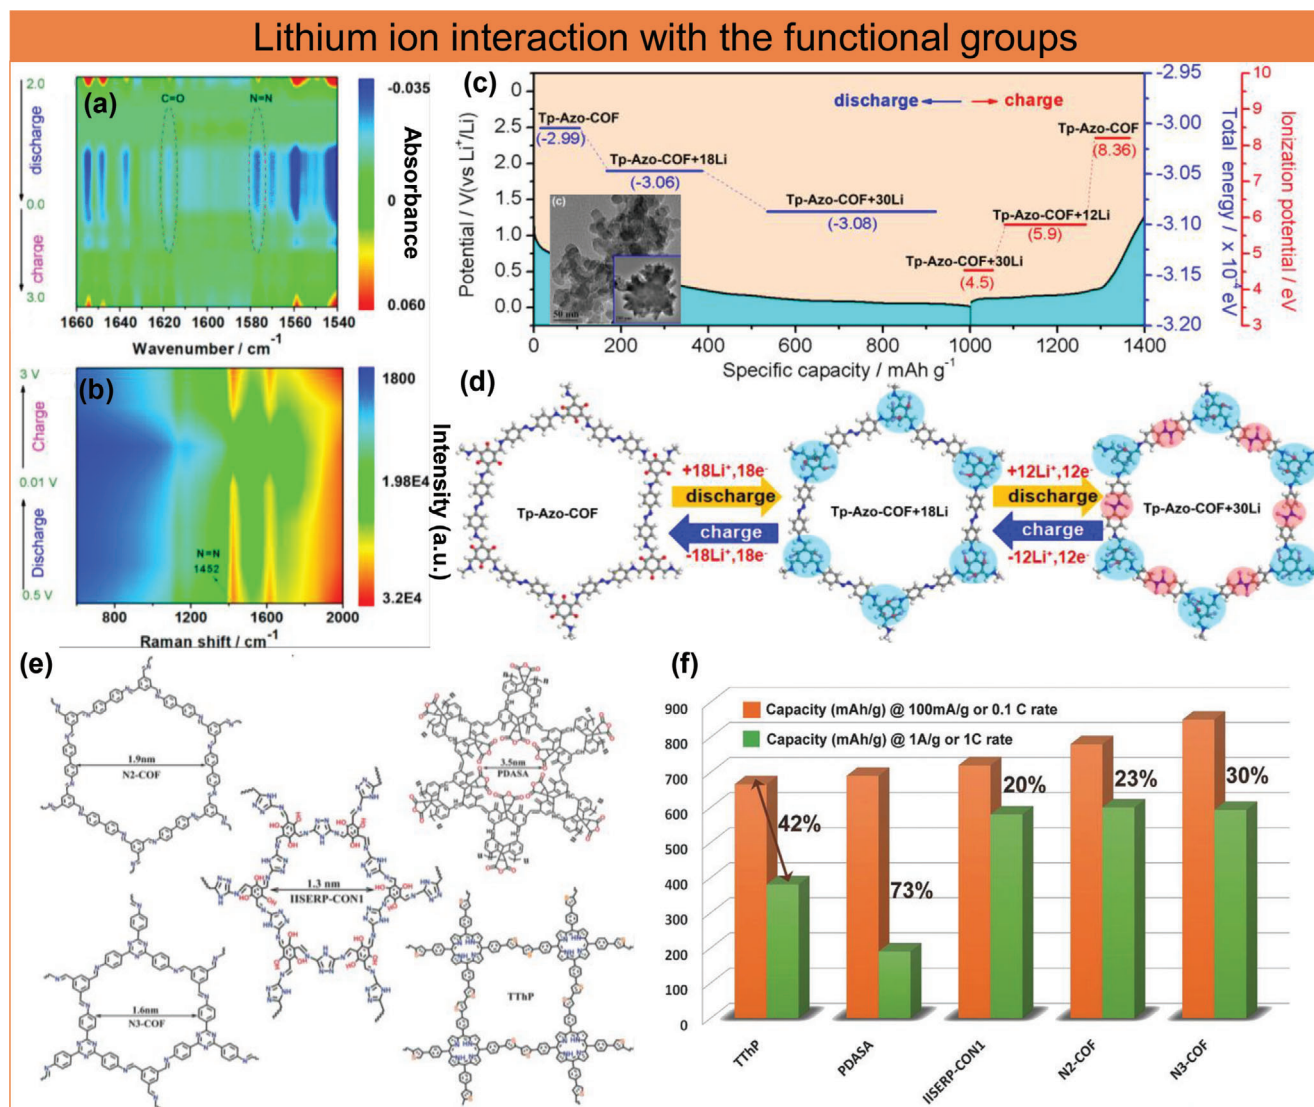 Lithium ion interaction with the functional groups
(a)
2.0
discharge
0.0
charge
3.0
C=O
N=N
-0.035
0
0.060
Absorbance
1660
1640
1620
1600
1580
1560
1540
Wavenumber / cm-1
(b)
3 V
Charge
0.01 V
Discharge
0.5 V
N=N
1452
1800
1.98E4
3.2E4
Intensity (a.u.)
800
1200
1600
2000
Raman shift / cm-1
(c)
Potential / V(vs Li+/Li)
0
2.5
2.0
1.5
1.0
0.5
0.0
discharge
charge
Tp-Azo-COF
(-2.99)
Tp-Azo-COF+18Li
(-3.06)
Tp-Azo-COF+30Li
(-3.08)
Tp-Azo-COF+30Li
(4.5)
Tp-Azo-COF+12Li
(5.9)
Tp-Azo-COF
(8.36)
(c)
50 nm
0
200
400
600
800
1000
1200
1400
Specific capacity / mAh g-1
-2.95
-3.00
-3.05
-3.10
-3.15
-3.20
Total energy / x 10-4 eV
10
9
8
7
6
5
4
3
Ionization potential / eV
(d)
Tp-Azo-COF
+18Li+,18e-
discharge
charge
-18Li+,18e-
Tp-Azo-COF+18Li
+12Li+,12e-
discharge
charge
-12Li+,12e-
Tp-Azo-COF+30Li
(e)
1.9nm
N2-COF
3.5nm
PDASA
1.3 nm
IISERP-CON1
1.6nm
N3-COF
TThP
(f)
900
800
700
600
500
400
300
200
100
0
Capacity (mAh/g) @ 100mA/g or 0.1 C rate
Capacity (mAh/g) @ 1A/g or 1C rate
42%
73%
20%
23%
30%
TThP
PDASA
IISERP-CON1
N2-COF
N3-COF